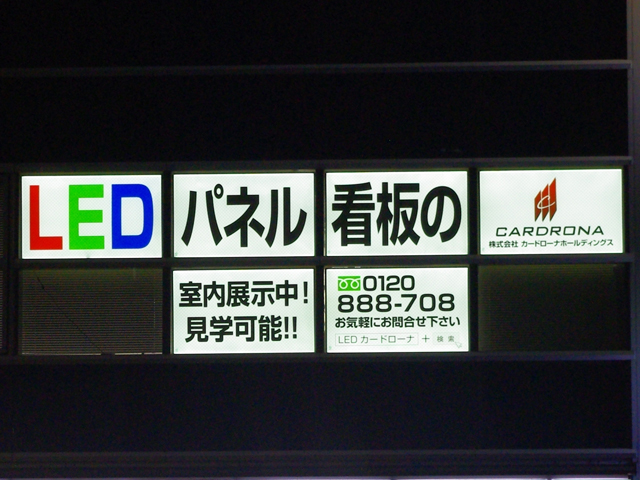 LED パネル 看板の
CARDRONA
株式会社 カードローナホールディングス
室内展示中!
見学可能!!
0120
888-708
お気軽にお問合せ下さい
LED カードローナ + 検索